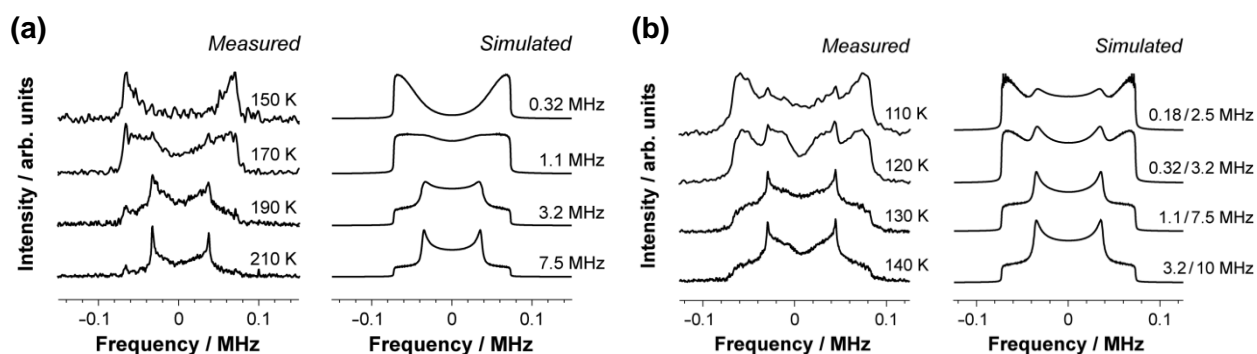 (a)
Measured
Simulated
Intensity / arb. units
150 K
170 K
190 K
210 K
0.32 MHz
1.1 MHz
3.2 MHz
7.5 MHz
−0.1
0
0.1
−0.1
0
0.1
Frequency / MHz
Frequency / MHz
(b)
Measured
Simulated
Intensity / arb. units
110 K
120 K
130 K
140 K
0.18/2.5 MHz
0.32/3.2 MHz
1.1/7.5 MHz
3.2/10 MHz
−0.1
0
0.1
−0.1
0
0.1
Frequency / MHz
Frequency / MHz